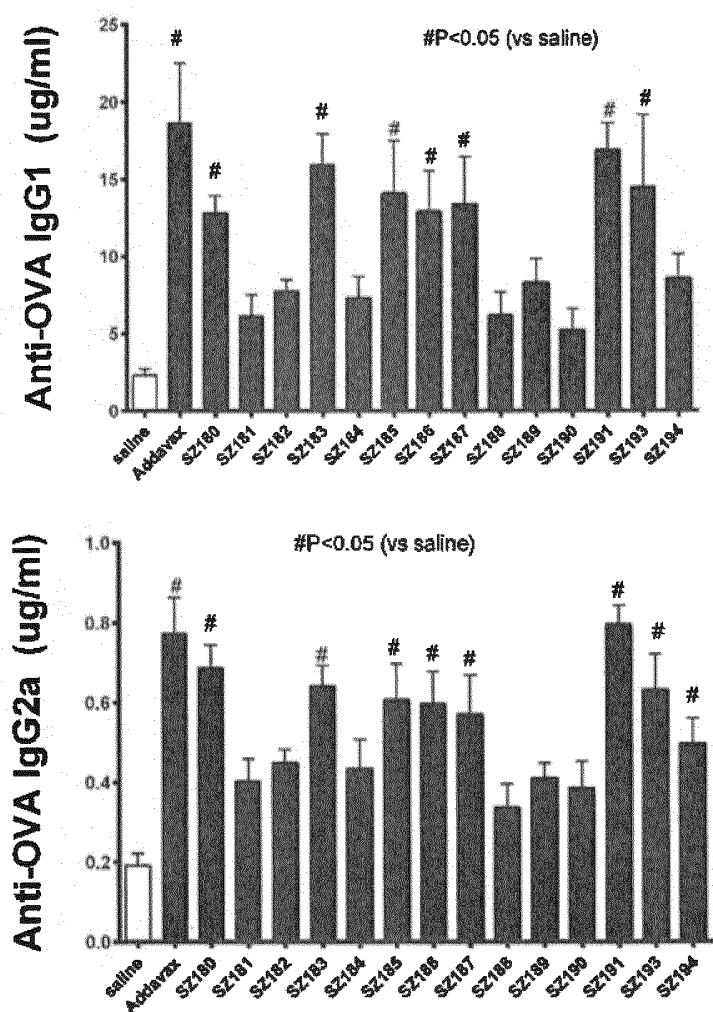 25
#P<0.05 (vs saline)
20
15
10
5
0
Anti-OVA IgG1 (ug/ml)
# # # # # # # #
saline Addavax SZ180 SZ181 SZ182 SZ183 SZ184 SZ185 SZ186 SZ187 SZ188 SZ189 SZ190 SZ191 SZ193 SZ194
1.0
#P<0.05 (vs saline)
0.8
0.6
0.4
0.2
0.0
Anti-OVA IgG2a (ug/ml)
# # # # # # # # #
saline Addavax SZ180 SZ181 SZ182 SZ183 SZ184 SZ185 SZ186 SZ187 SZ188 SZ189 SZ190 SZ191 SZ193 SZ194